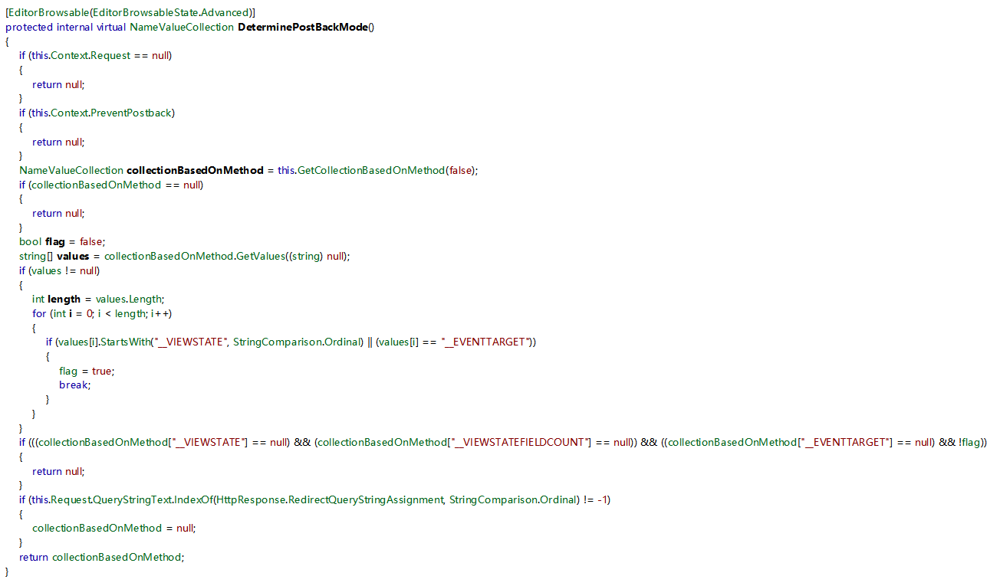 [EditorBrowsable(EditorBrowsableState.Advanced)]
protected internal virtual NameValueCollection DeterminePostBackMode()
{
if (this.Context.Request == null)
{
return null;
}
if (this.Context.PreventPostback)
{
return null;
}
NameValueCollection collectionBasedOnMethod = this.GetCollectionBasedOnMethod(false);
if (collectionBasedOnMethod == null)
{
return null;
}
bool flag = false;
string[] values = collectionBasedOnMethod.GetValues((string) null);
if (values != null)
{
int length = values.Length;
for (int i = 0; i < length; i++)
{
if (values[i].StartsWith("__VIEWSTATE", StringComparison.Ordinal) || (values[i] == "__EVENTTARGET"))
{
flag = true;
break;
}
}
}
if (((collectionBasedOnMethod["__VIEWSTATE"] == null) && (collectionBasedOnMethod["__VIEWSTATEFIELDCOUNT"] == null)) && ((collectionBasedOnMethod["__EVENTTARGET"] == null) && !flag))
{
return null;
}
if (this.Request.QueryStringText.IndexOf(HttpResponse.RedirectQueryStringAssignment, StringComparison.Ordinal) != -1)
{
collectionBasedOnMethod = null;
}
return collectionBasedOnMethod;
}